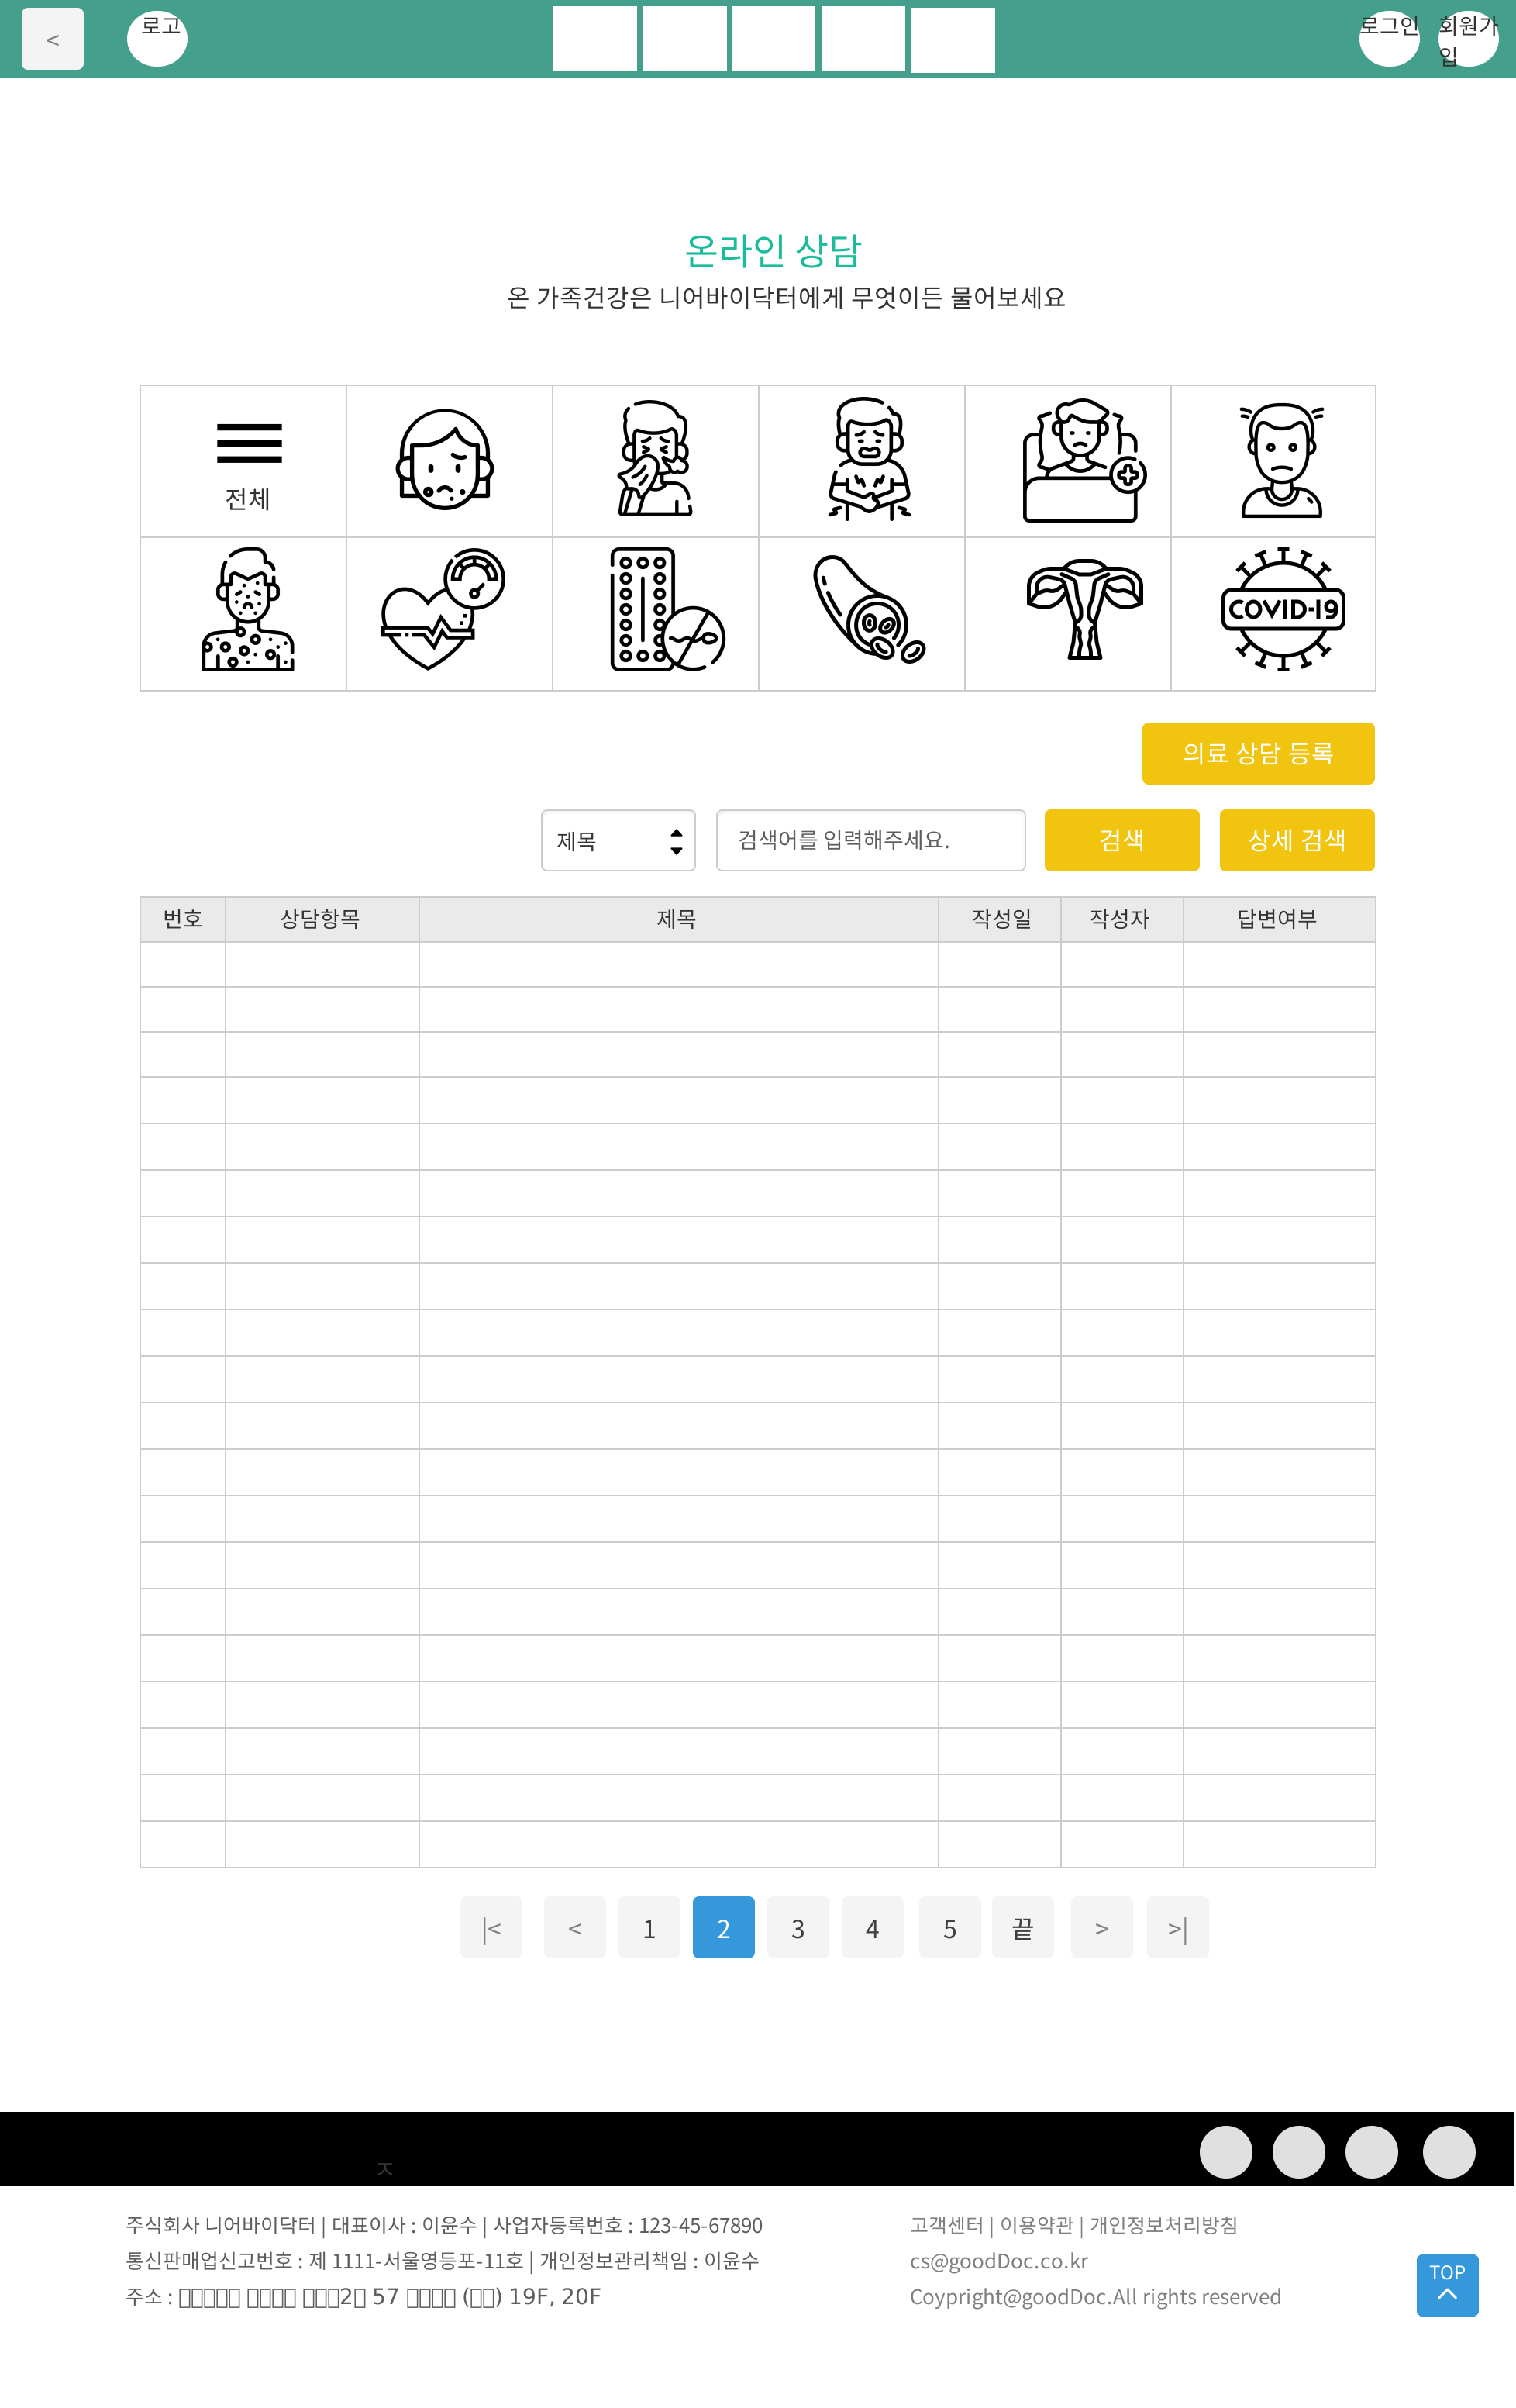 <
로고
로그인
회원가
입
온라인 상담
온 가족건강은 니어바이닥터에게 무엇이든 물어보세요
전체
COVID-19
의료 상담 등록
제목
검색어를 입력해주세요.
검색
상세 검색
번호 상담항목 제목 작성일 작성자 답변여부
|< < 1 2 3 4 5 끝 > >|
ㅈ
주식회사 니어바이닥터 | 대표이사 : 이윤수 | 사업자등록번호 : 123-45-67890
통신판매업신고번호 : 제 1111-서울영등포-11호 | 개인정보관리책임 : 이윤수
주소 : 2 57 ( ) 19F, 20F
고객센터 | 이용약관 | 개인정보처리방침
cs@goodDoc.co.kr
Coypright@goodDoc.All rights reserved
TOP